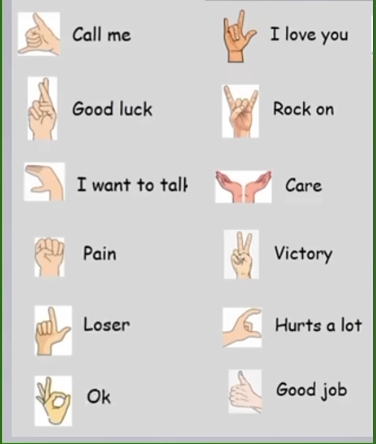 Call me
I love you
Good luck
Rock on
I want to talk
Care
Pain
Victory
Loser
Hurts a lot
Ok
Good job